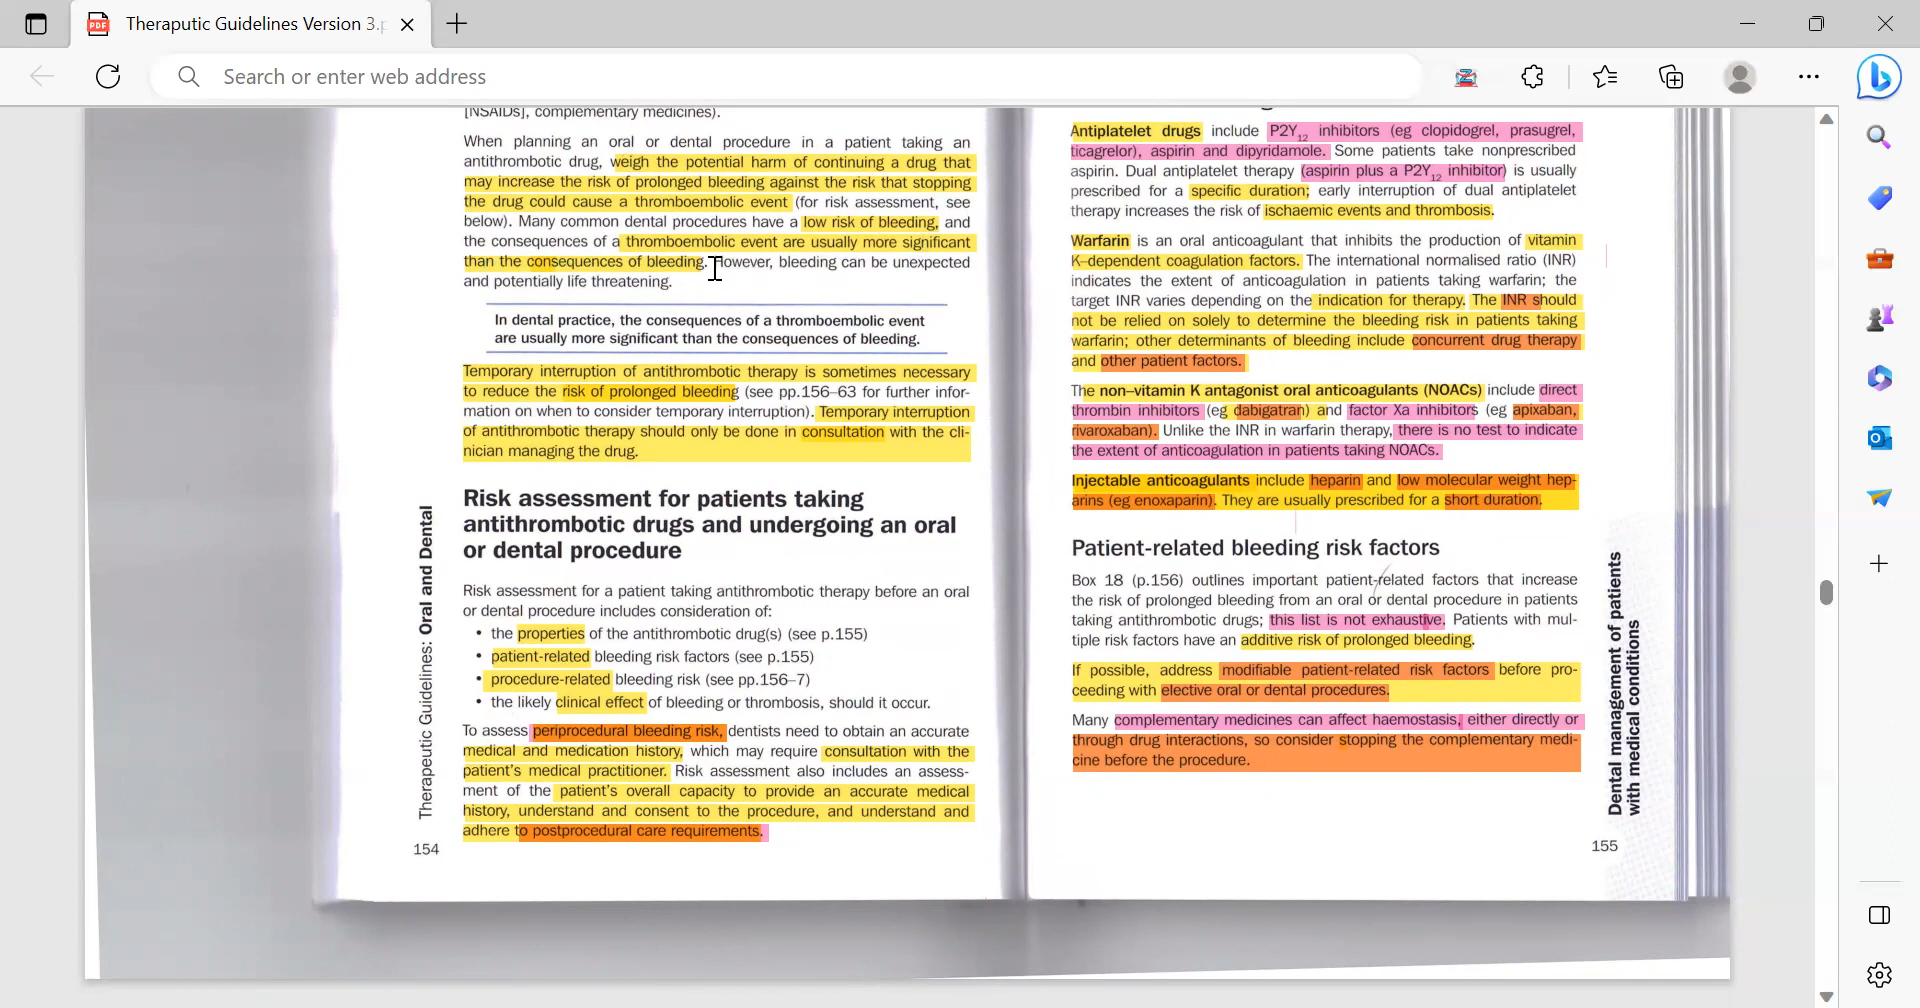 Theraputic Guidelines Version 3.p
Search or enter web address
[NSAIDs], complementary medicines).
When planning an oral or dental procedure in a patient taking an
antithrombotic drug, weigh the potential harm of continuing a drug that
may increase the risk of prolonged bleeding against the risk that stopping
the drug could cause a thromboembolic event (for risk assessment, see
below). Many common dental procedures have a low risk of bleeding, and
the consequences of a thromboembolic event are usually more significant
than the consequences of bleeding. However, bleeding can be unexpected
and potentially life threatening.
In dental practice, the consequences of a thromboembolic event
are usually more significant than the consequences of bleeding.
Temporary interruption of antithrombotic therapy is sometimes necessary
to reduce the risk of prolonged bleeding (see pp.156–63 for further infor-
mation on when to consider temporary interruption). Temporary interruption
of antithrombotic therapy should only be done in consultation with the cli-
nician managing the drug.
Risk assessment for patients taking
antithrombotic drugs and undergoing an oral
or dental procedure
Risk assessment for a patient taking antithrombotic therapy before an oral
or dental procedure includes consideration of:
• the properties of the antithrombotic drug(s) (see p.155)
• patient-related bleeding risk factors (see p.155)
• procedure-related bleeding risk (see pp.156–7)
• the likely clinical effect of bleeding or thrombosis, should it occur.
To assess periprocedural bleeding risk, dentists need to obtain an accurate
medical and medication history, which may require consultation with the
patient's medical practitioner. Risk assessment also includes an assess-
ment of the patient's overall capacity to provide an accurate medical
history, understand and consent to the procedure, and understand and
adhere to postprocedural care requirements.
Therapeutic Guidelines: Oral and Dental
154
Antiplatelet drugs include P2Y12 inhibitors (eg clopidogrel, prasugrel,
ticagrelor), aspirin and dipyridamole. Some patients take nonprescribed
aspirin. Dual antiplatelet therapy (aspirin plus a P2Y12 inhibitor) is usually
prescribed for a specific duration; early interruption of dual antiplatelet
therapy increases the risk of ischaemic events and thrombosis.
Warfarin is an oral anticoagulant that inhibits the production of vitamin
K–dependent coagulation factors. The international normalised ratio (INR)
indicates the extent of anticoagulation in patients taking warfarin; the
target INR varies depending on the indication for therapy. The INR should
not be relied on solely to determine the bleeding risk in patients taking
warfarin; other determinants of bleeding include concurrent drug therapy
and other patient factors.
The non–vitamin K antagonist oral anticoagulants (NOACs) include direct
thrombin inhibitors (eg dabigatran) and factor Xa inhibitors (eg apixaban,
rivaroxaban). Unlike the INR in warfarin therapy, there is no test to indicate
the extent of anticoagulation in patients taking NOACs.
Injectable anticoagulants include heparin and low molecular weight hep-
arins (eg enoxaparin). They are usually prescribed for a short duration.
Patient-related bleeding risk factors
Box 18 (p.156) outlines important patient-related factors that increase
the risk of prolonged bleeding from an oral or dental procedure in patients
taking antithrombotic drugs; this list is not exhaustive. Patients with mul-
tiple risk factors have an additive risk of prolonged bleeding.
If possible, address modifiable patient-related risk factors before pro-
ceeding with elective oral or dental procedures.
Many complementary medicines can affect haemostasis, either directly or
through drug interactions, so consider stopping the complementary medi-
cine before the procedure.
Dental management of patients
with medical conditions
155